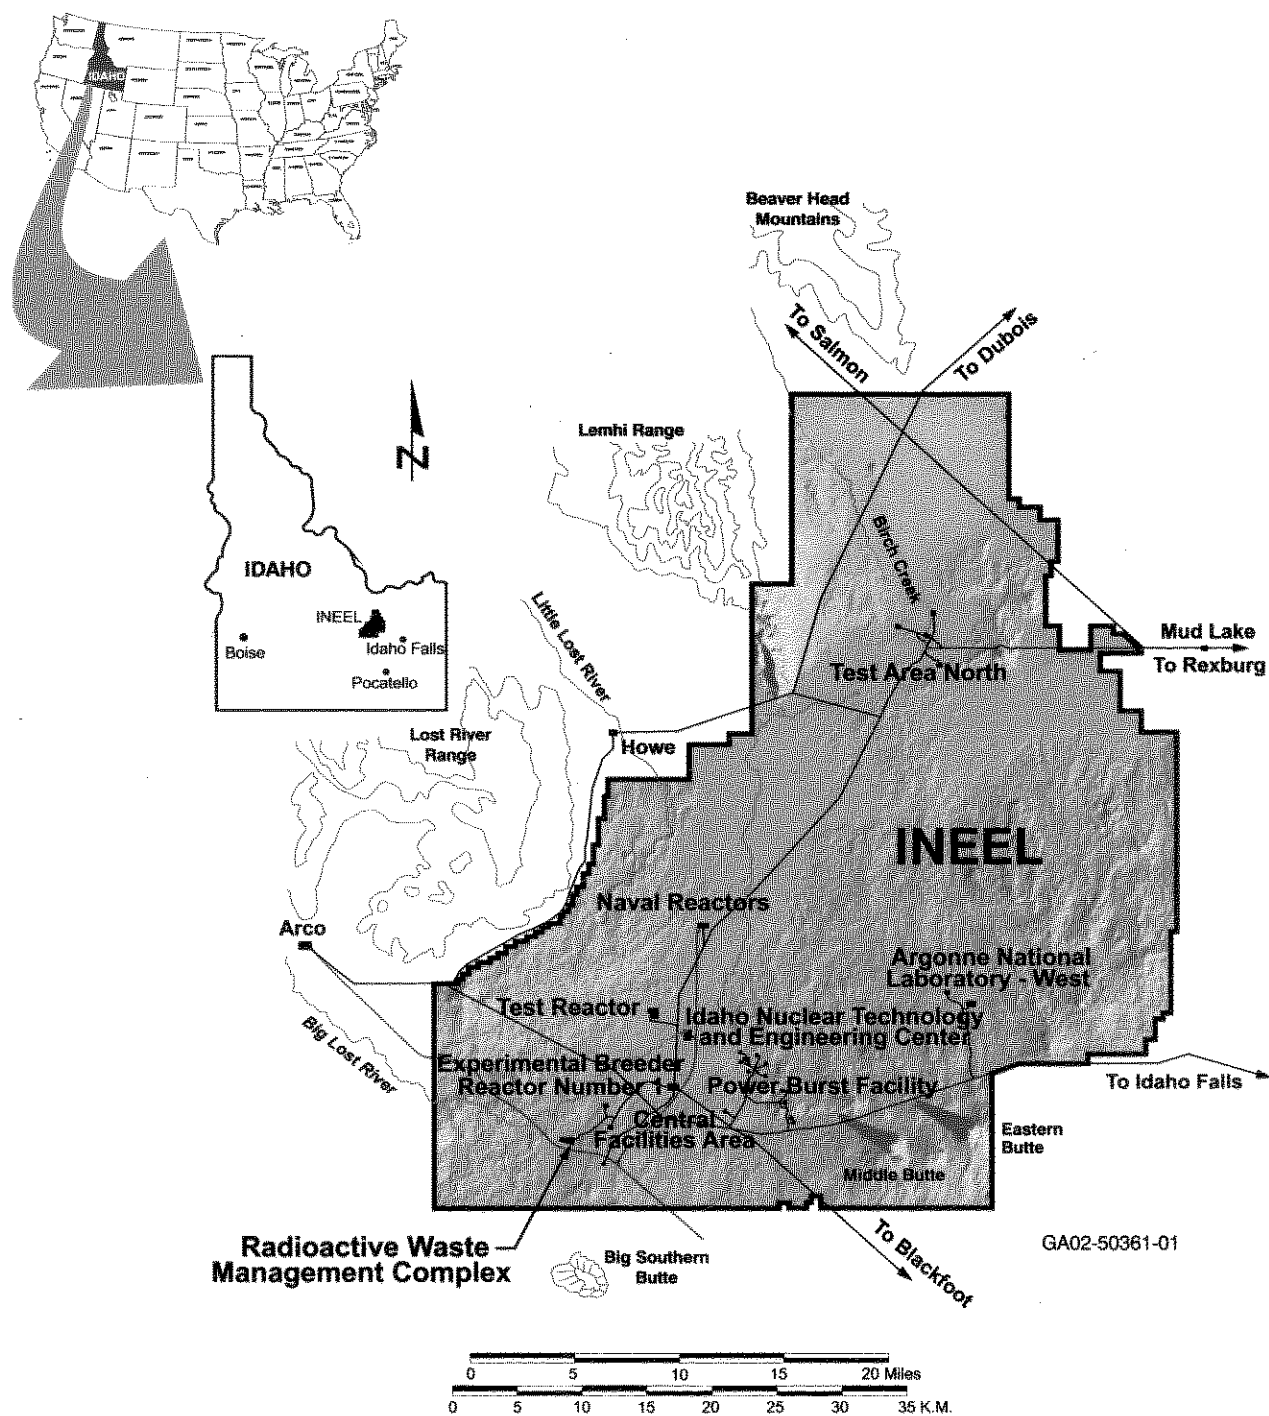 IDAHO
Beaver Head
Mountains
To Salmon
To Dubois
Lemhi Range
N
Birch Creek
IDAHO
INEEL
Boise
Idaho Falls
Pocatello
Little Lost River
Mud Lake
To Rexburg
Test Area North
Lost River
Range
Howe
INEEL
Naval Reactors
Arco
Argonne National
Laboratory - West
Test Reactor
Idaho Nuclear Technology
and Engineering Center
Big Lost River
Experimental Breeder
Reactor Number 1
Power Burst Facility
To Idaho Falls
Central
Facilities Area
Eastern
Butte
Middle Butte
Radioactive Waste
Management Complex
Big Southern
Butte
To Blackfoot
GA02-50361-01
0 5 10 15 20 Miles
0 5 10 15 20 25 30 35 K.M.